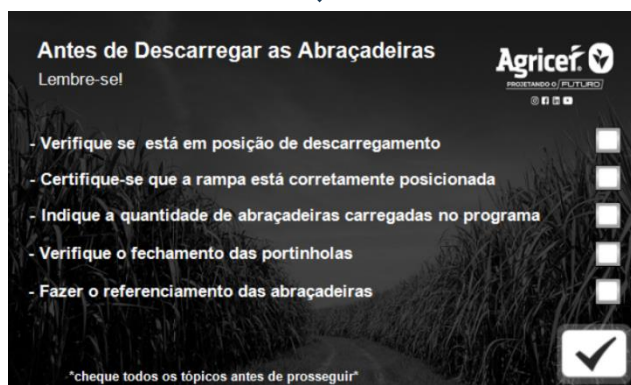 Antes de Descarregar as Abraçadeiras
Lembre-se!
Agricef.
PROJETANDO O FUTURO
- Verifique se está em posição de descarregamento
- Certifique-se que a rampa está corretamente posicionada
- Indique a quantidade de abraçadeiras carregadas no programa
- Verifique o fechamento das portinholas
- Fazer o referenciamento das abraçadeiras
*cheque todos os tópicos antes de prosseguir*